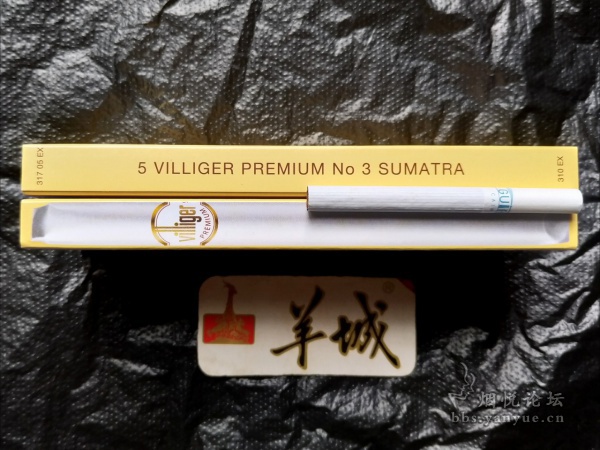 317 05 EX
5 VILLIGER PREMIUM No 3 SUMATRA
310 EX
villiger
PREMIUM
羊城
烟悦论坛
bbs.yanyue.cn